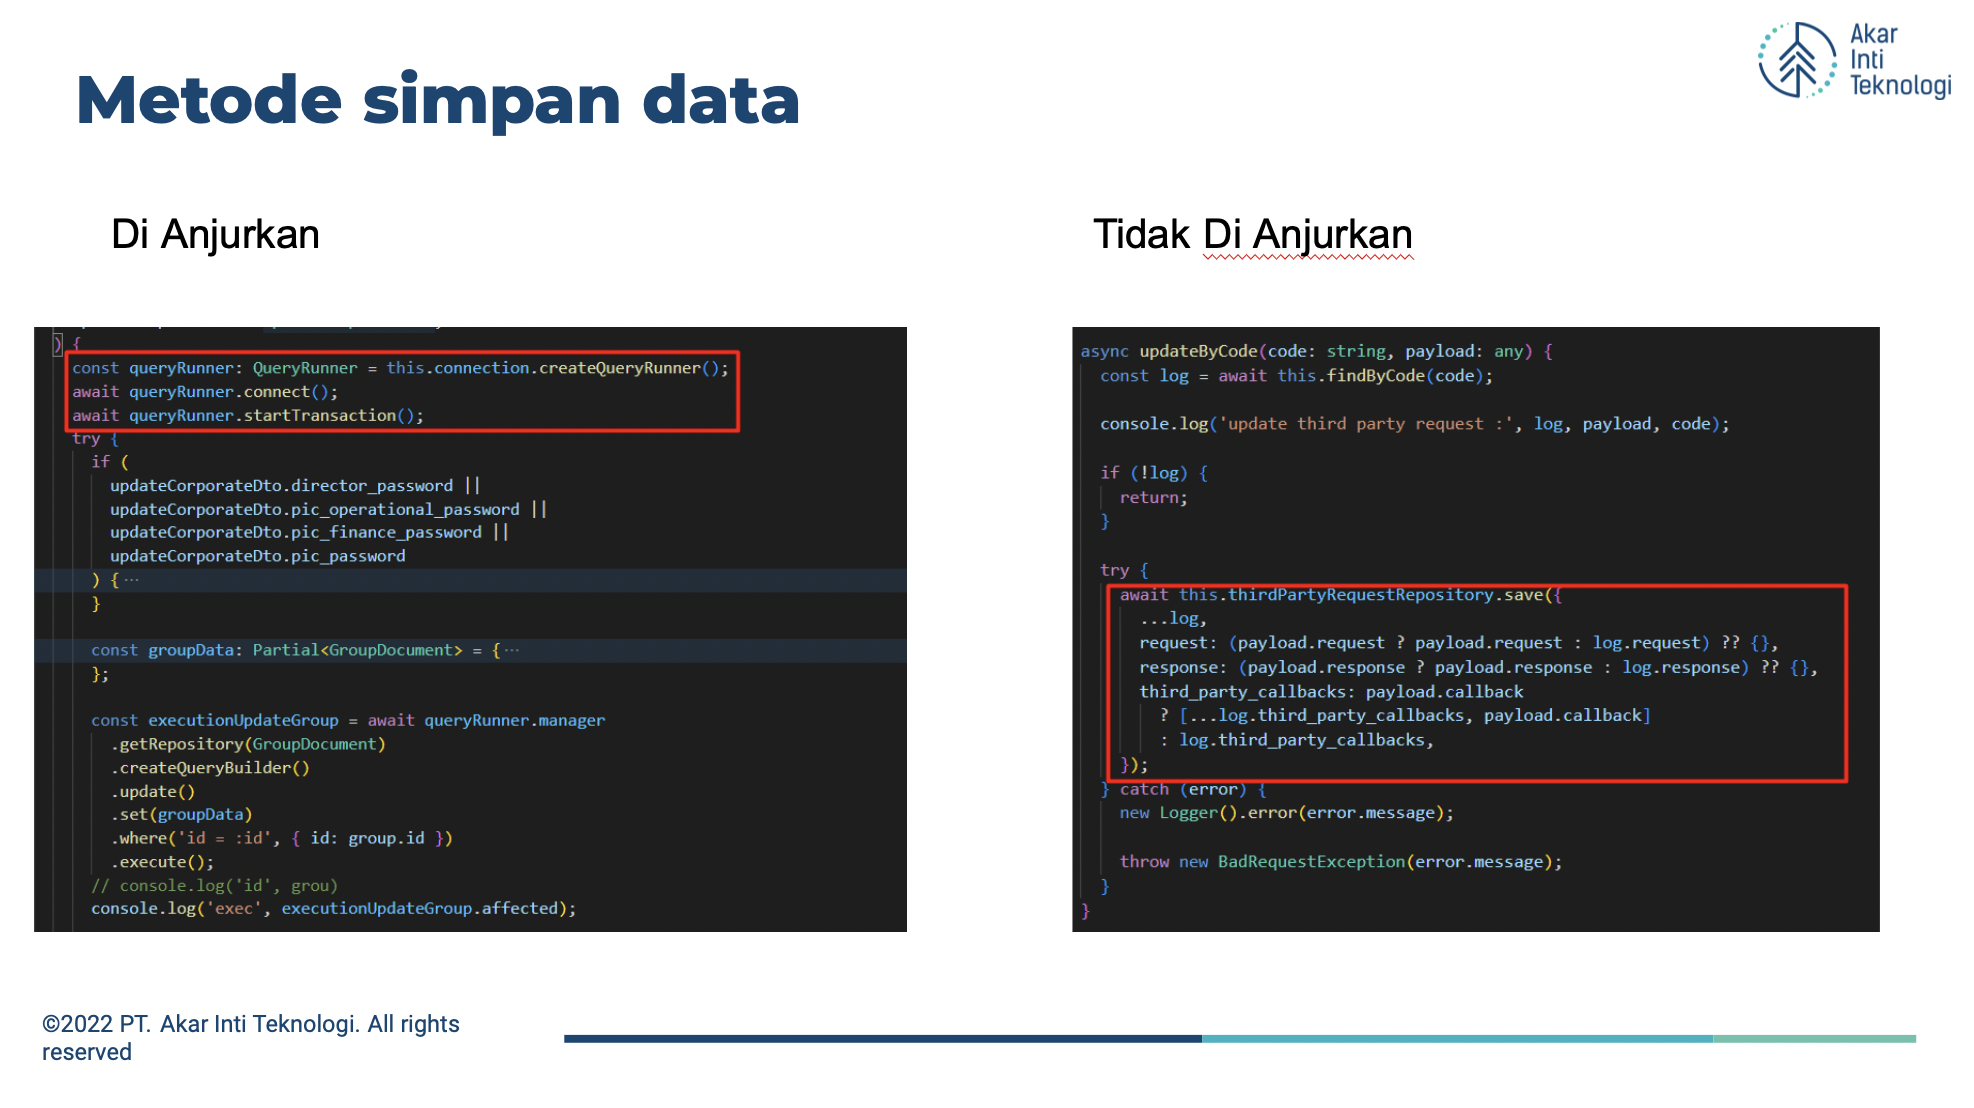 Metode simpan data
Akar
Inti
Teknologi
Di Anjurkan
Tidak Di Anjurkan
) {
const queryRunner: QueryRunner = this.connection.createQueryRunner();
await queryRunner.connect();
await queryRunner.startTransaction();
try {
if (
updateCorporateDto.director_password ||
updateCorporateDto.pic_operational_password ||
updateCorporateDto.pic_finance_password ||
updateCorporateDto.pic_password
) { ···
}
const groupData: Partial<GroupDocument> = { ···
};
const executionUpdateGroup = await queryRunner.manager
.getRepository(GroupDocument)
.createQueryBuilder()
.update()
.set(groupData)
.where('id = :id', { id: group.id })
.execute();
// console.log('id', grou)
console.log('exec', executionUpdateGroup.affected);
async updateByCode(code: string, payload: any) {
const log = await this.findByCode(code);
console.log('update third party request :', log, payload, code);
if (!log) {
return;
}
try {
await this.thirdPartyRequestRepository.save({
...log,
request: (payload.request ? payload.request : log.request) ?? {},
response: (payload.response ? payload.response : log.response) ?? {},
third_party_callbacks: payload.callback
? [...log.third_party_callbacks, payload.callback]
: log.third_party_callbacks,
});
} catch (error) {
new Logger().error(error.message);
throw new BadRequestException(error.message);
}
}
©2022 PT. Akar Inti Teknologi. All rights
reserved